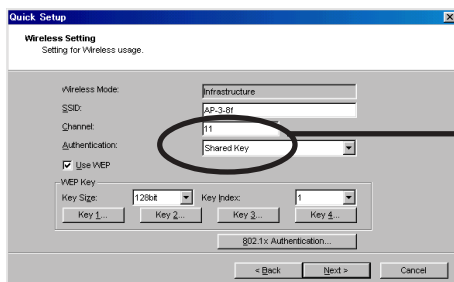 Quick Setup
Wireless Setting
Setting for Wireless usage.
Wireless Mode: Infrastructure
SSID: AP-3-8f
Channel: 11
Authentication: Shared Key
Use WEP
WEP Key
Key Size: 128bit Key Index: 1
Key 1... Key 2... Key 3... Key 4...
802.1x Authentication...
< Back Next > Cancel